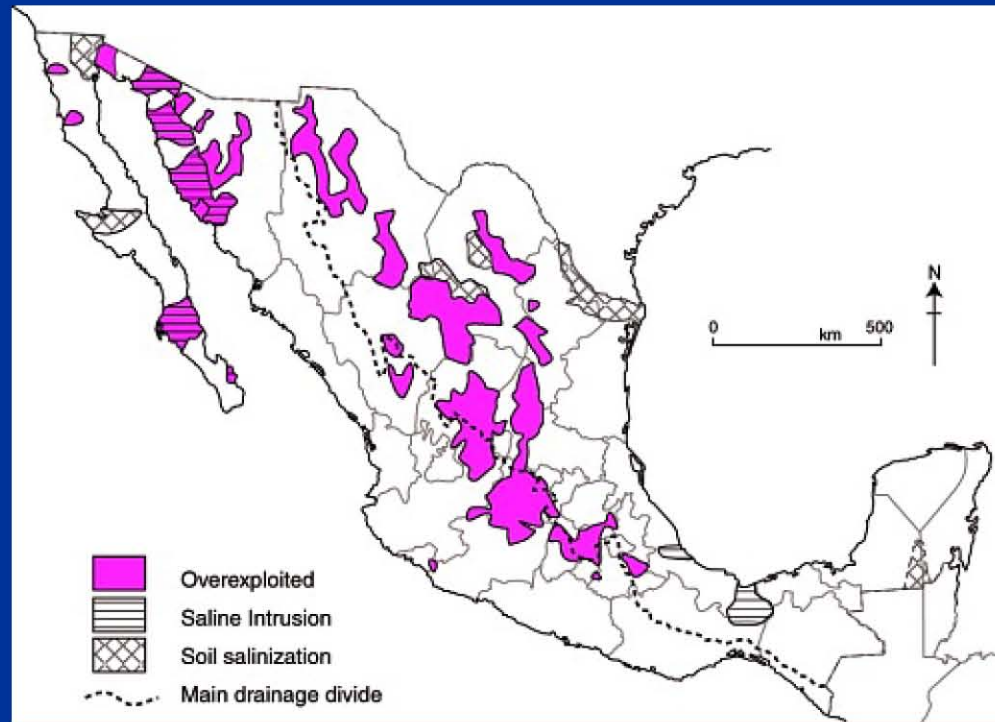 N
0 500
km
Overexploited
Saline Intrusion
Soil salinization
Main drainage divide